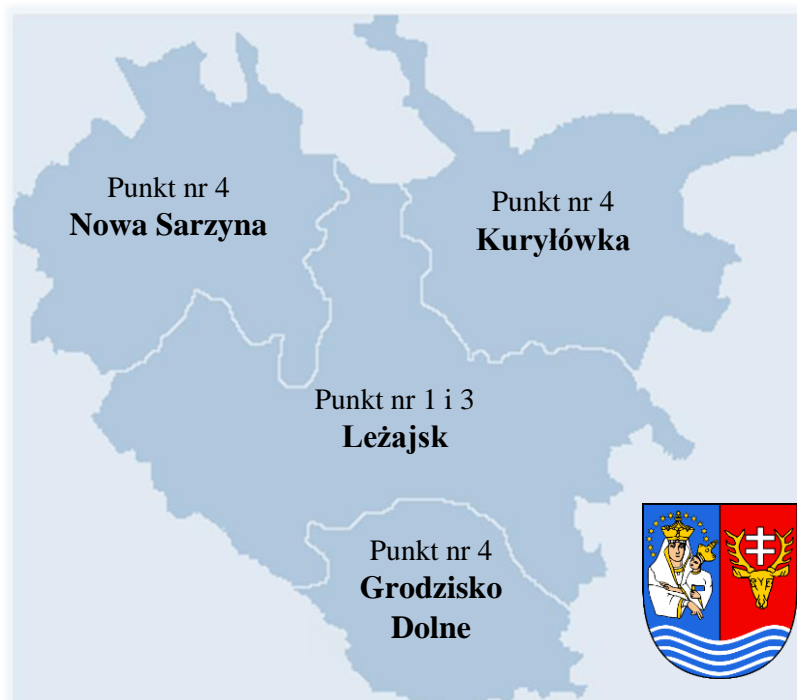 Punkt nr 4
Nowa Sarzyna
Punkt nr 4
Kuryłówka
Punkt nr 1 i 3
Leżajsk
Punkt nr 4
Grodzisko
Dolne